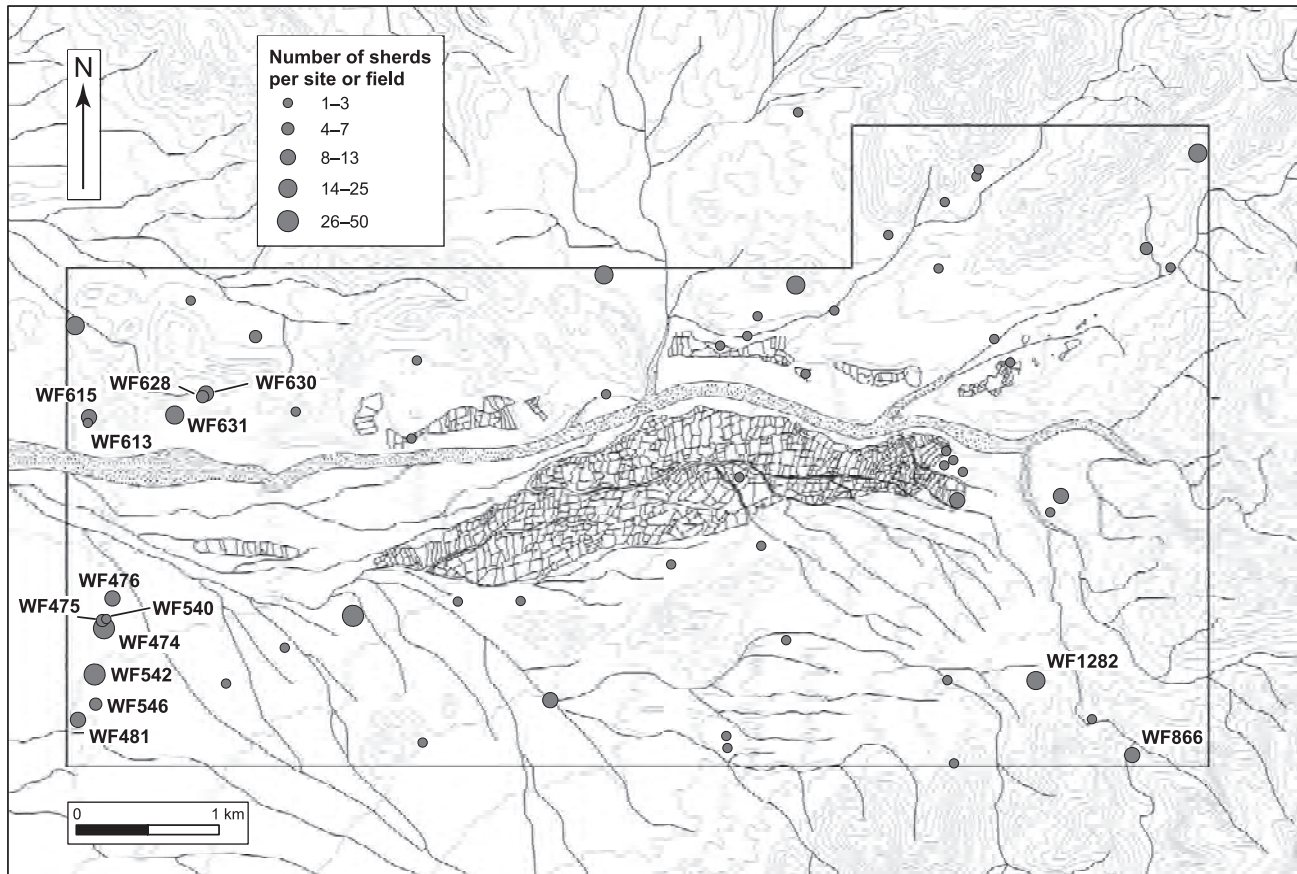 N
Number of sherds
per site or field
1–3
4–7
8–13
14–25
26–50
WF628
WF630
WF615
WF631
WF613
WF476
WF475
WF540
WF474
WF542
WF546
WF481
WF1282
WF866
0 1 km